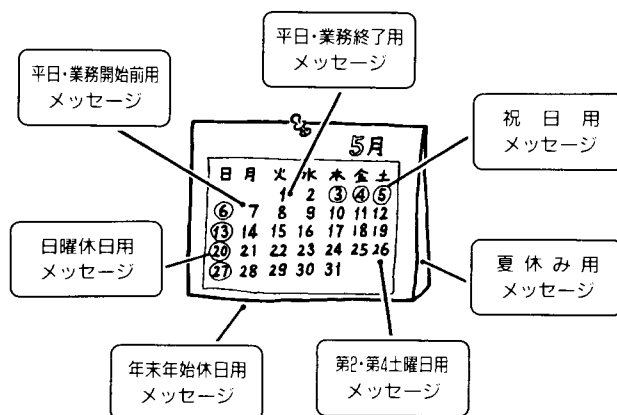 平日・業務終了用
メッセージ
平日・業務開始前用
メッセージ
祝日用
メッセージ
5月
日 月 火 水 木 金 土
1 2 3 4 5
6 7 8 9 10 11 12
13 14 15 16 17 18 19
20 21 22 23 24 25 26
27 28 29 30 31
日曜休日用
メッセージ
夏休み用
メッセージ
年末年始休日用
メッセージ
第2・第4土曜日用
メッセージ